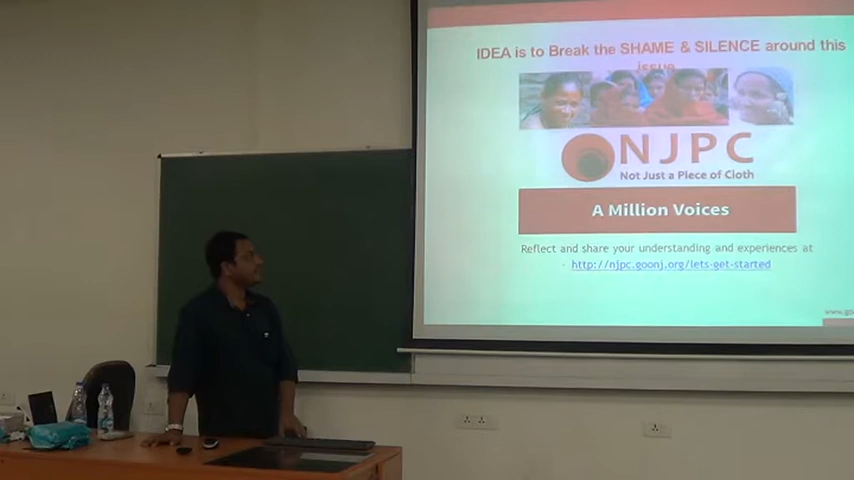 IDEA is to Break the SHAME & SILENCE around this
issue
NJPC
Not Just a Piece of Cloth
A Million Voices
Reflect and share your understanding and experiences at
- http://njpc.goonj.org/lets-get-started